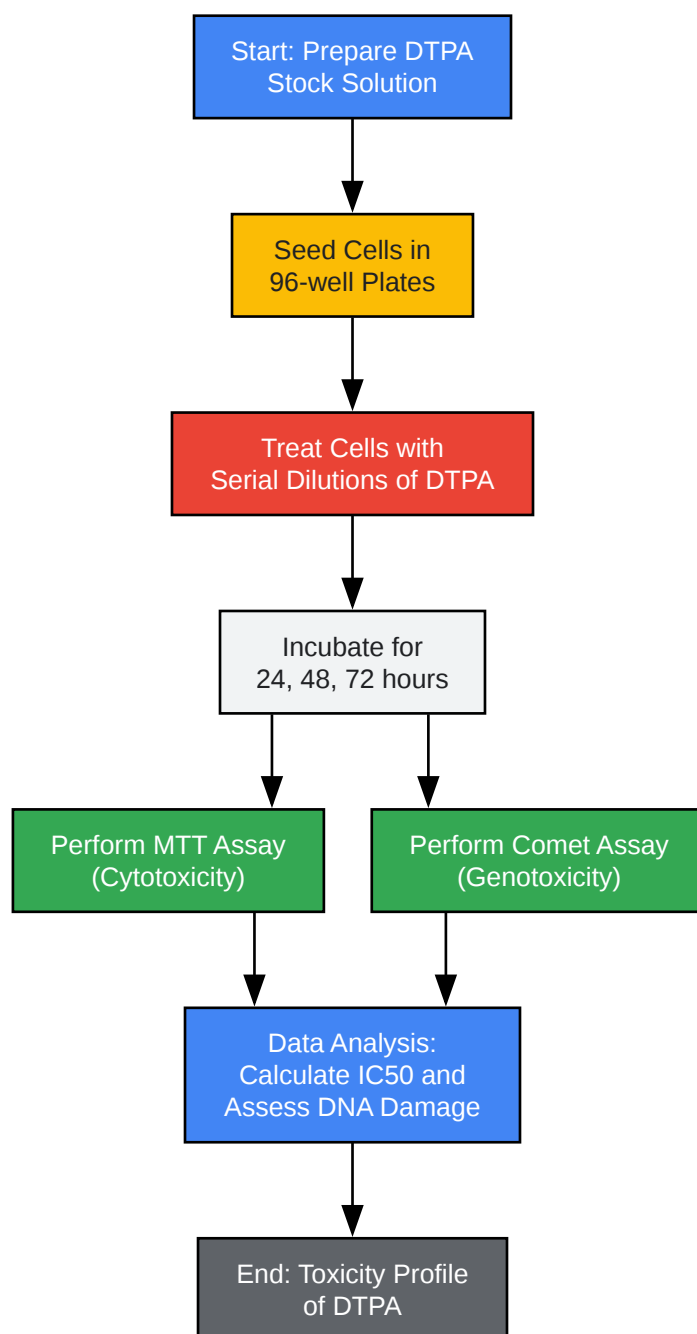 Start: Prepare DTPA
Stock Solution
Seed Cells in
96-well Plates
Treat Cells with
Serial Dilutions of DTPA
Incubate for
24, 48, 72 hours
Perform MTT Assay
(Cytotoxicity)
Perform Comet Assay
(Genotoxicity)
Data Analysis:
Calculate IC50 and
Assess DNA Damage
End: Toxicity Profile
of DTPA